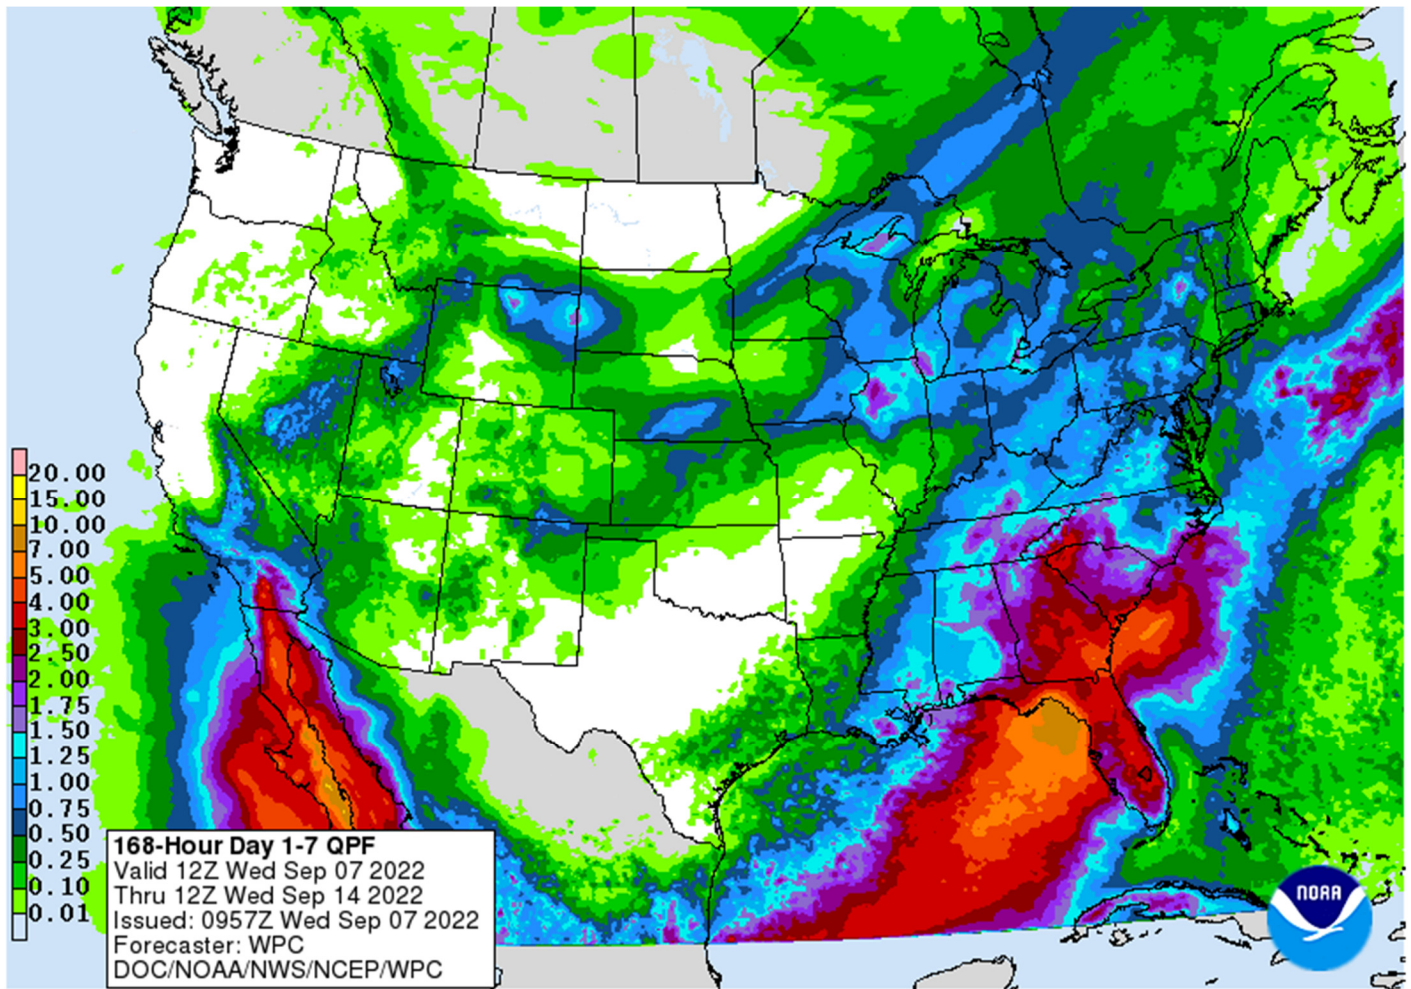 20.00
15.00
10.00
7.00
5.00
4.00
3.00
2.50
2.00
1.75
1.50
1.25
1.00
0.75
0.50
0.25
0.10
0.01
168-Hour Day 1-7 QPF
Valid 12Z Wed Sep 07 2022
Thru 12Z Wed Sep 14 2022
Issued: 0957Z Wed Sep 07 2022
Forecaster: WPC
DOC/NOAA/NWS/NCEP/WPC
NOAA